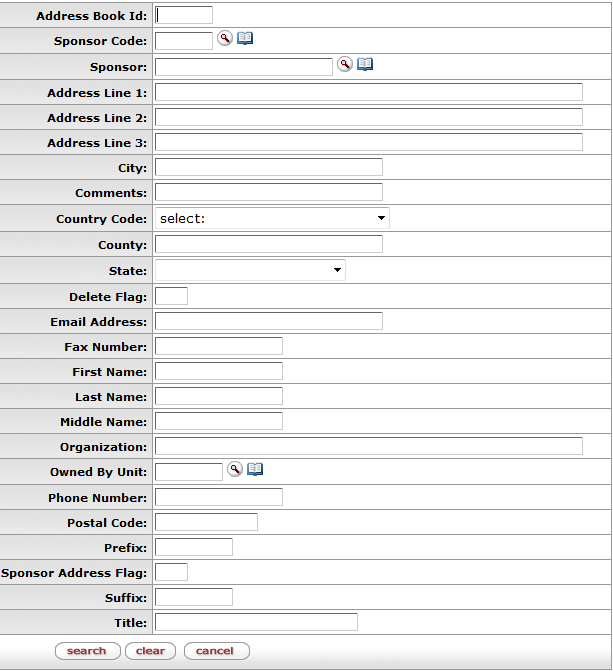 Address Book Id:
Sponsor Code:
Sponsor:
Address Line 1:
Address Line 2:
Address Line 3:
City:
Comments:
Country Code: select:
County:
State:
Delete Flag:
Email Address:
Fax Number:
First Name:
Last Name:
Middle Name:
Organization:
Owned By Unit:
Phone Number:
Postal Code:
Prefix:
Sponsor Address Flag:
Suffix:
Title:
search clear cancel